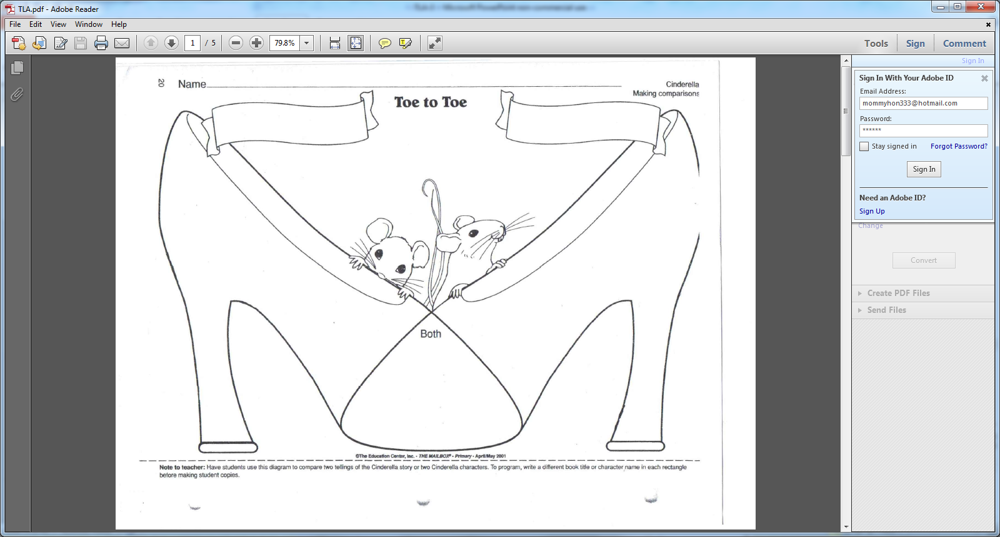 TLA.pdf - Adobe Reader
File Edit View Window Help
1 / 5 79.8% Tools Sign Comment
Sign In
Sign In With Your Adobe ID
Email Address:
mommyhon333@hotmail.com
Password:
******
Stay signed in Forgot Password?
Sign In
Need an Adobe ID?
Sign Up
Change
Convert
Create PDF Files
Send Files
20
Name
Cinderella
Making comparisons
Toe to Toe
Both
©The Education Center, Inc. • THE MAILBOX® • Primary • April/May 2001
Note to teacher: Have students use this diagram to compare two tellings of the Cinderella story or two Cinderella characters. To program, write a different book title or character name in each rectangle
before making student copies.